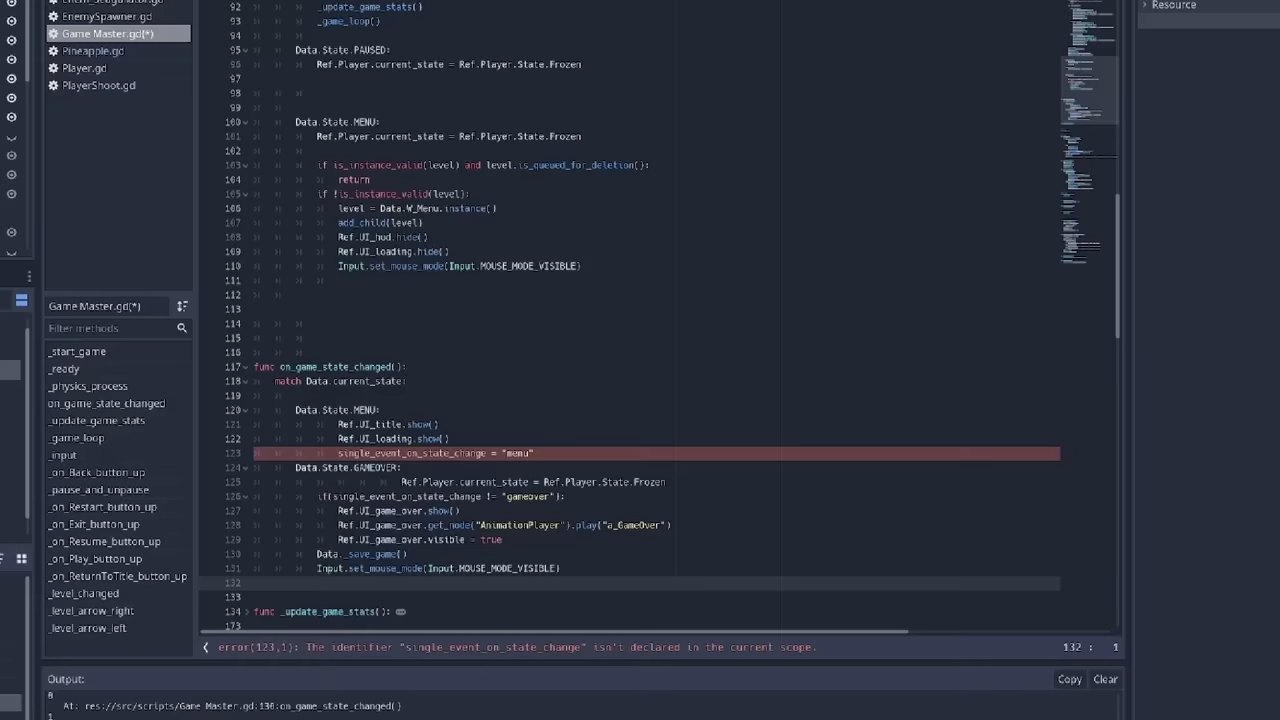 EnemySpawner.gd
Game Master.gd(*)
Pineapple.gd
Player.gd
PlayerShoot.gd
Game Master.gd(*)
Filter methods
_start_game
_ready
_physics_process
on_game_state_changed
_update_game_stats
_game_loop
_input
_on_Back_button_up
_pause_and_unpause
_on_Restart_button_up
_on_Exit_button_up
_on_Resume_button_up
_on_Play_button_up
_on_ReturnToTitle_button_up
_level_changed
_level_arrow_right
_level_arrow_left
92 _update_game_stats()
93 _game_loop()
94
95 Data.State.PAUSED:
96 Ref.Player.current_state = Ref.Player.State.Frozen
97
98
99
100 Data.State.MENU:
101 Ref.Player.current_state = Ref.Player.State.Frozen
102
103 if is_instance_valid(level) and level.is_queued_for_deletion():
104 return
105 if !is_instance_valid(level):
106 level = Data.W_Menu.instance()
107 add_child(level)
108 Ref.UI_hud.hide()
109 Ref.UI_loading.hide()
110 Input.set_mouse_mode(Input.MOUSE_MODE_VISIBLE)
111
112
113
114
115
116
117 func on_game_state_changed():
118 match Data.current_state:
119
120 Data.State.MENU:
121 Ref.UI_title.show()
122 Ref.UI_loading.show()
123 single_event_on_state_change = "menu"
124 Data.State.GAMEOVER:
125 Ref.Player.current_state = Ref.Player.State.Frozen
126 if(single_event_on_state_change != "gameover"):
127 Ref.UI_game_over.show()
128 Ref.UI_game_over.get_node("AnimationPlayer").play("a_GameOver")
129 Ref.UI_game_over.visible = true
130 Data._save_game()
131 Input.set_mouse_mode(Input.MOUSE_MODE_VISIBLE)
132
133
134 func _update_game_stats():
173
error(123,1): The identifier "single_event_on_state_change" isn't declared in the current scope.
132 : 1
Output:
Copy
Clear
0
At: res://src/scripts/Game Master.gd:130:on_game_state_changed()
1
Resource